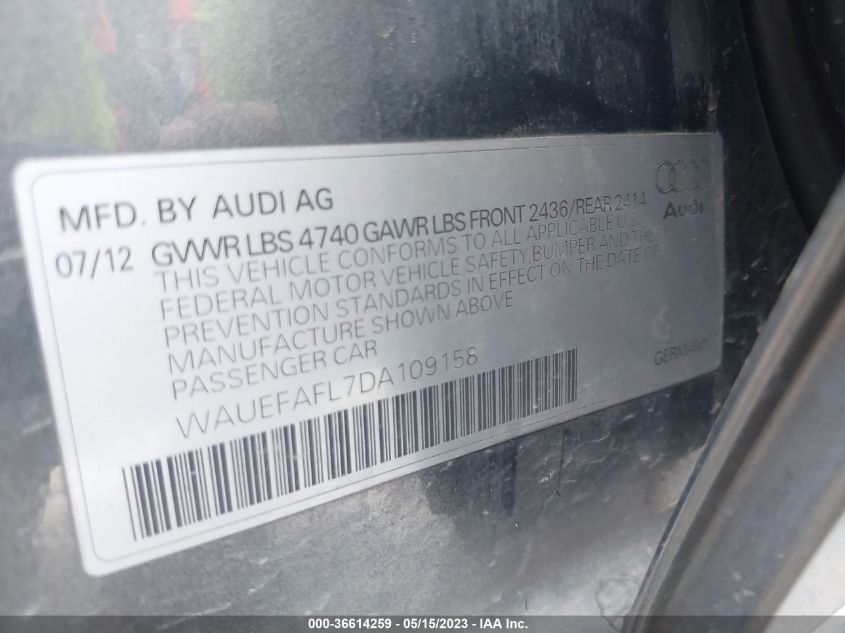 MFD. BY AUDI AG
07/12 GVWR LBS 4740 GAWR LBS FRONT 2436/REAR 2414
THIS VEHICLE CONFORMS TO ALL APPLICABLE U.S.
FEDERAL MOTOR VEHICLE SAFETY BUMPER AND THE
PREVENTION STANDARDS IN EFFECT ON THE DATE OF
MANUFACTURE SHOWN ABOVE
PASSENGER CAR
WAUEFAFL7DA109158
Audi
GERMANY
000-36614259 - 05/15/2023 - IAA Inc.